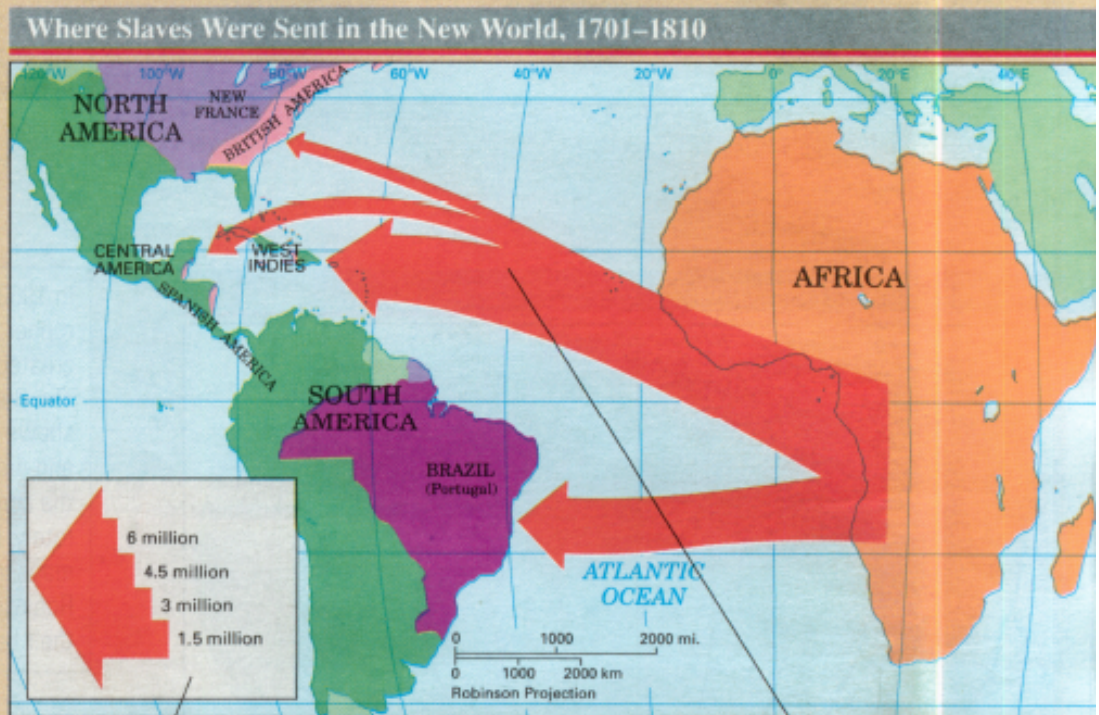 Where Slaves Were Sent in the New World, 1701–1810
120°W 100°W 80°W 60°W 40°W 20°W 0° 20°E 40°E
NORTH
AMERICA
NEW
FRANCE
BRITISH AMERICA
CENTRAL
AMERICA
WEST
INDIES
SPANISH AMERICA
AFRICA
Equator
SOUTH
AMERICA
BRAZIL
(Portugal)
6 million
4.5 million
3 million
1.5 million
ATLANTIC
OCEAN
0 1000 2000 mi.
0 1000 2000 km
Robinson Projection